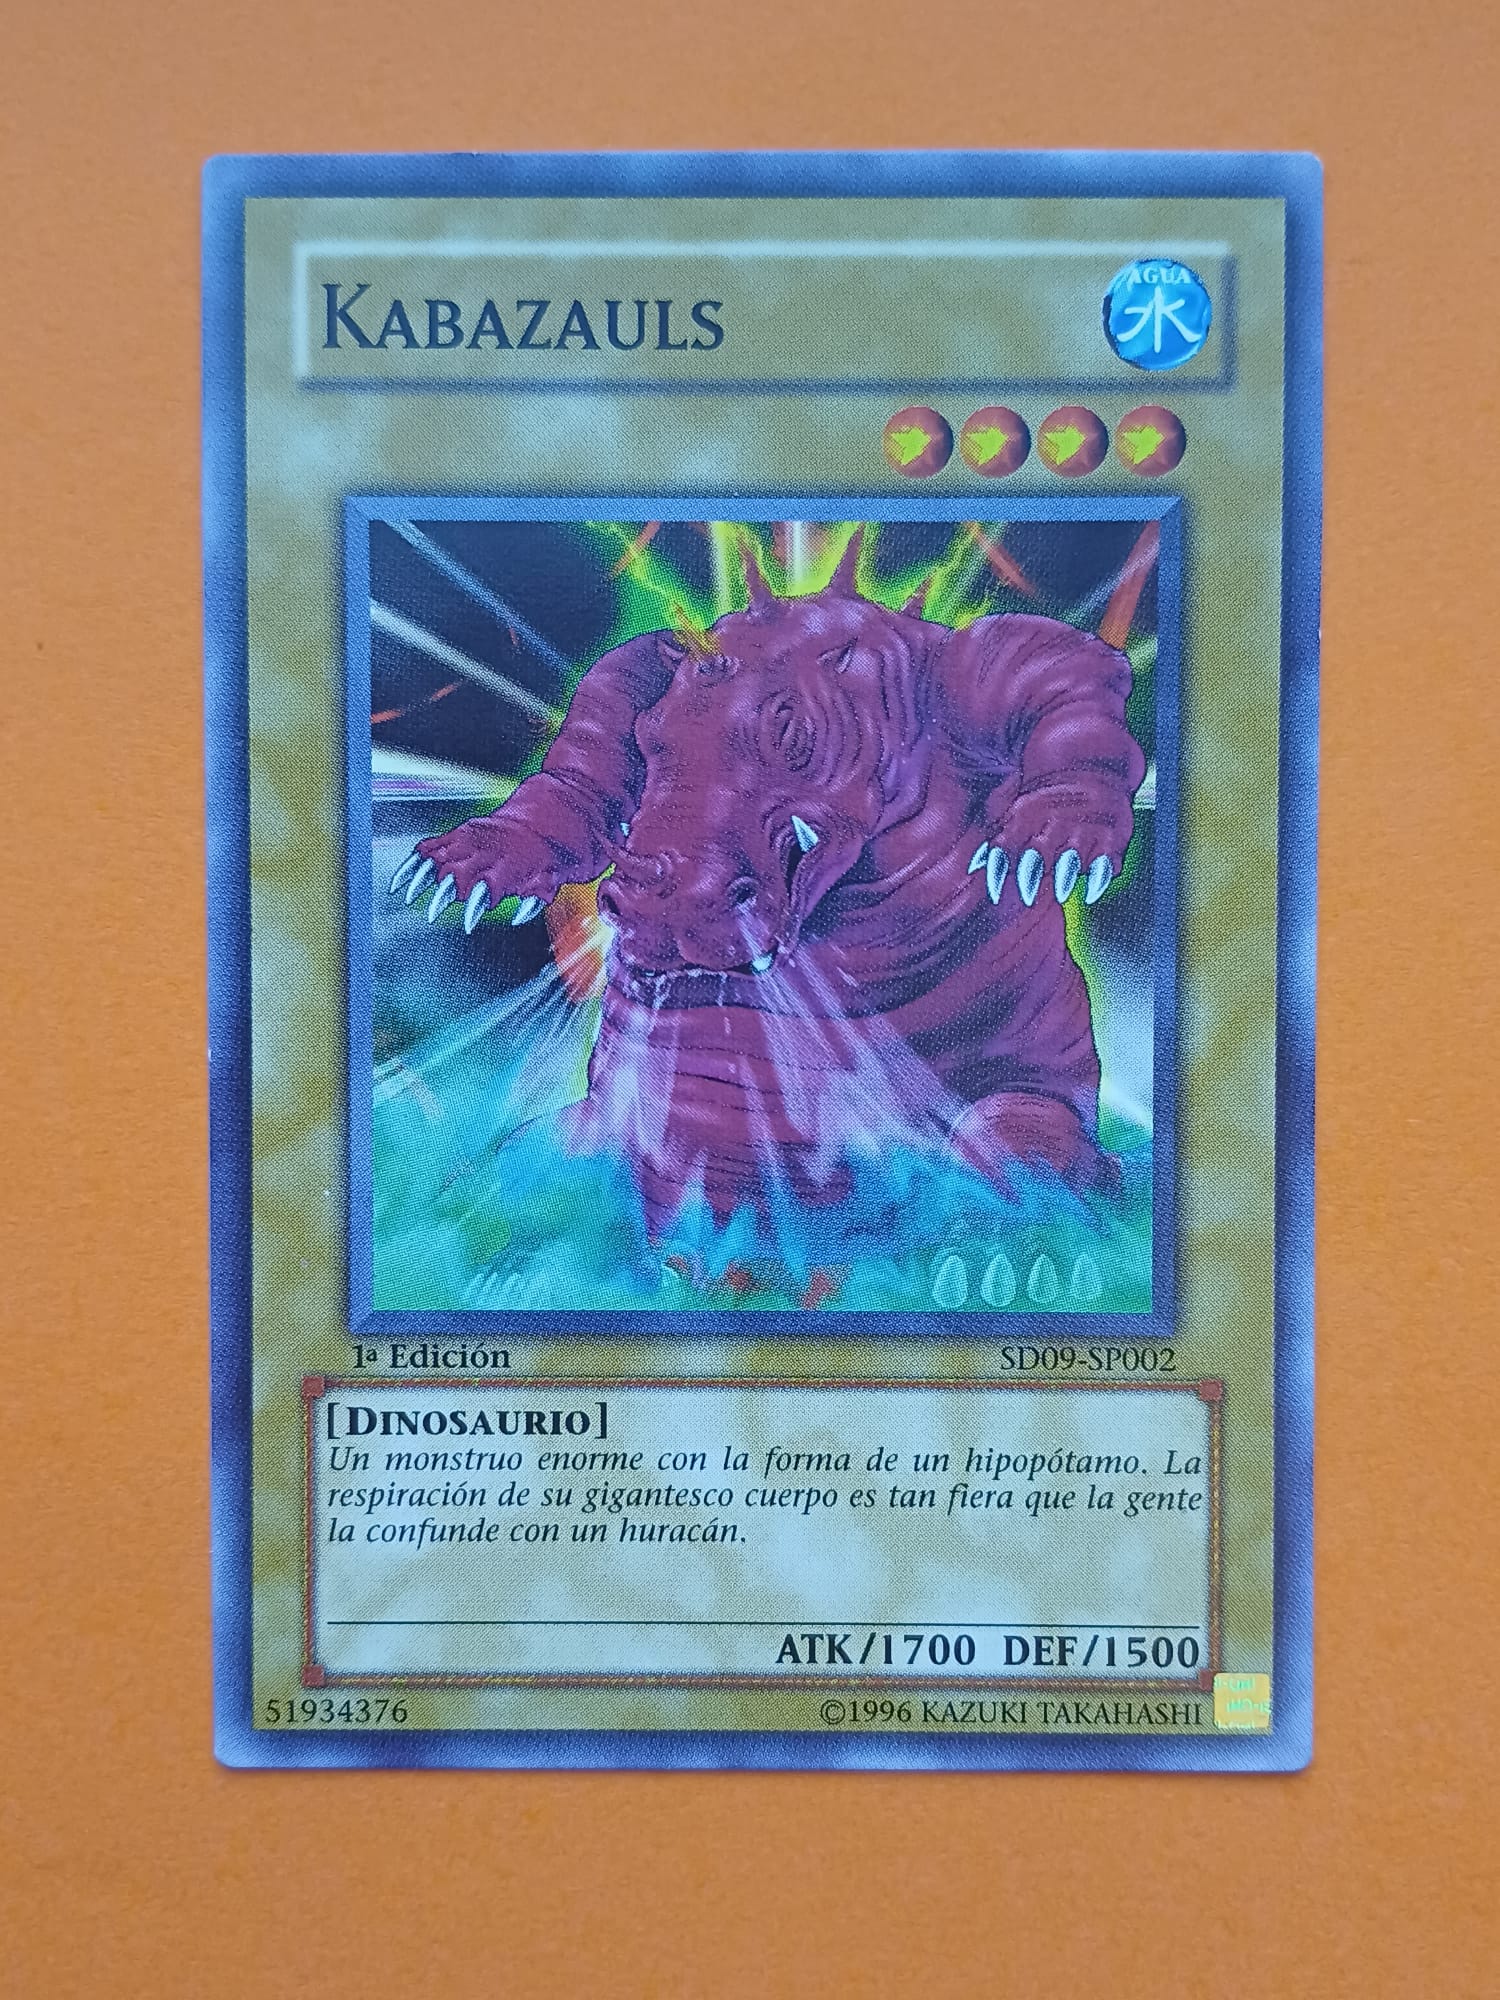 KABAZAULS
AGUA
水
1ª Edición
SD09-SP002
[DINOSAURIO]
Un monstruo enorme con la forma de un hipopótamo. La
respiración de su gigantesco cuerpo es tan fiera que la gente
la confunde con un huracán.
ATK/1700 DEF/1500
51934376
©1996 KAZUKI TAKAHASHI